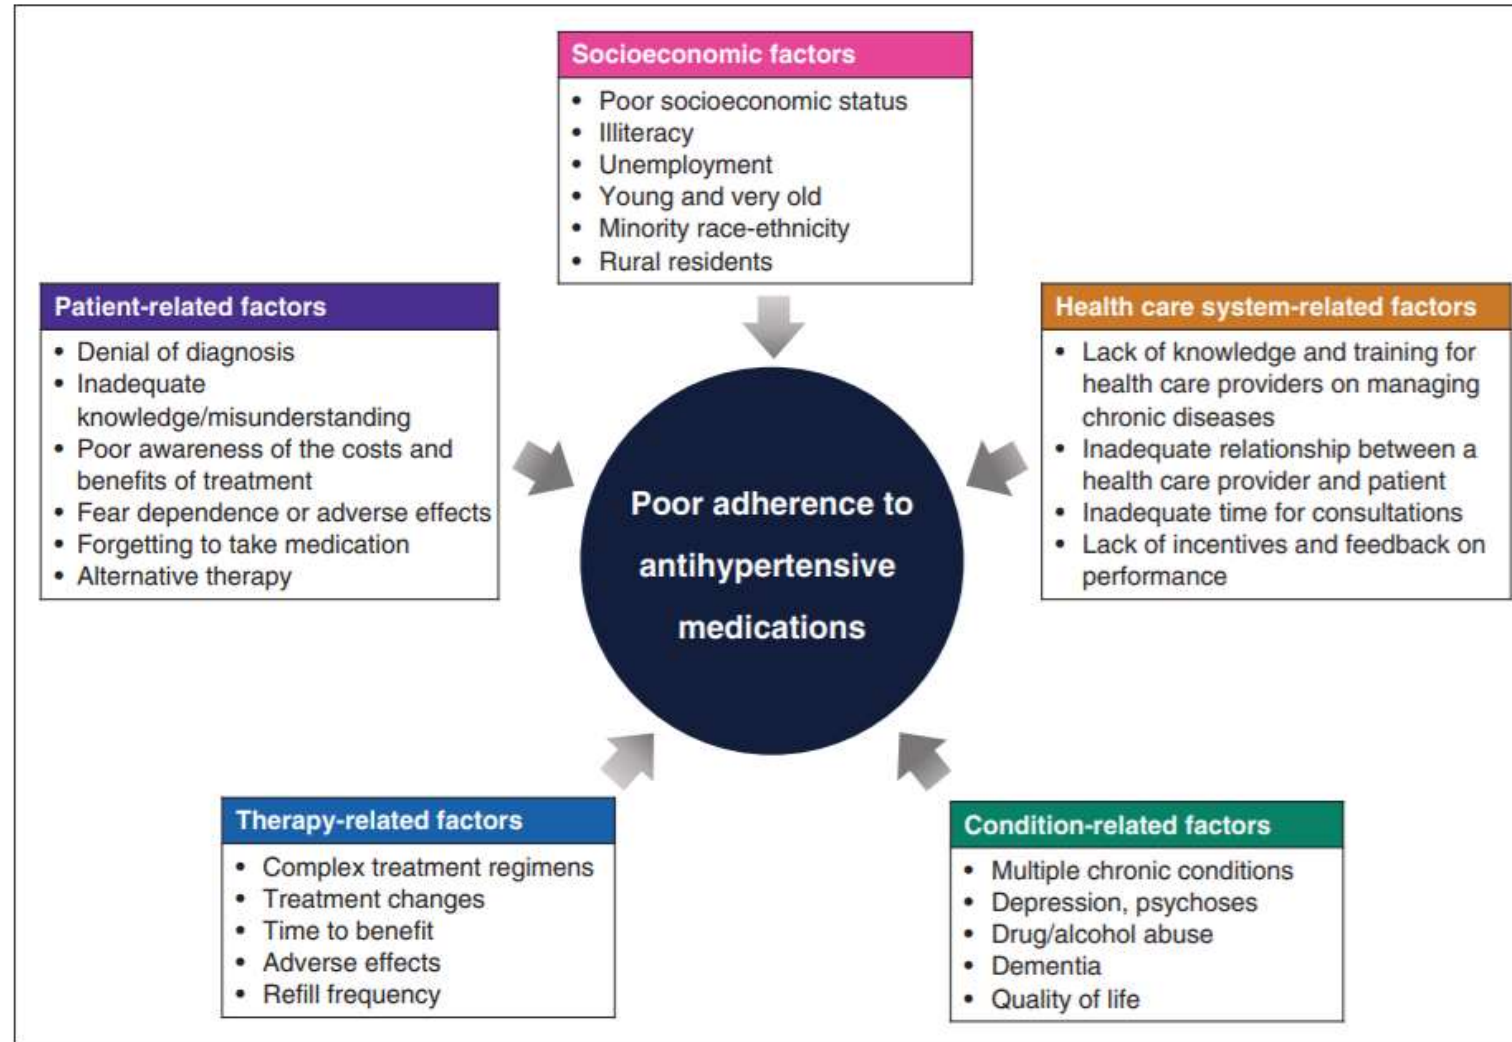 Socioeconomic factors
• Poor socioeconomic status
• Illiteracy
• Unemployment
• Young and very old
• Minority race-ethnicity
• Rural residents
Patient-related factors
• Denial of diagnosis
• Inadequate
knowledge/misunderstanding
• Poor awareness of the costs and
benefits of treatment
• Fear dependence or adverse effects
• Forgetting to take medication
• Alternative therapy
Health care system-related factors
• Lack of knowledge and training for
health care providers on managing
chronic diseases
• Inadequate relationship between a
health care provider and patient
• Inadequate time for consultations
• Lack of incentives and feedback on
performance
Poor adherence to
antihypertensive
medications
Therapy-related factors
• Complex treatment regimens
• Treatment changes
• Time to benefit
• Adverse effects
• Refill frequency
Condition-related factors
• Multiple chronic conditions
• Depression, psychoses
• Drug/alcohol abuse
• Dementia
• Quality of life